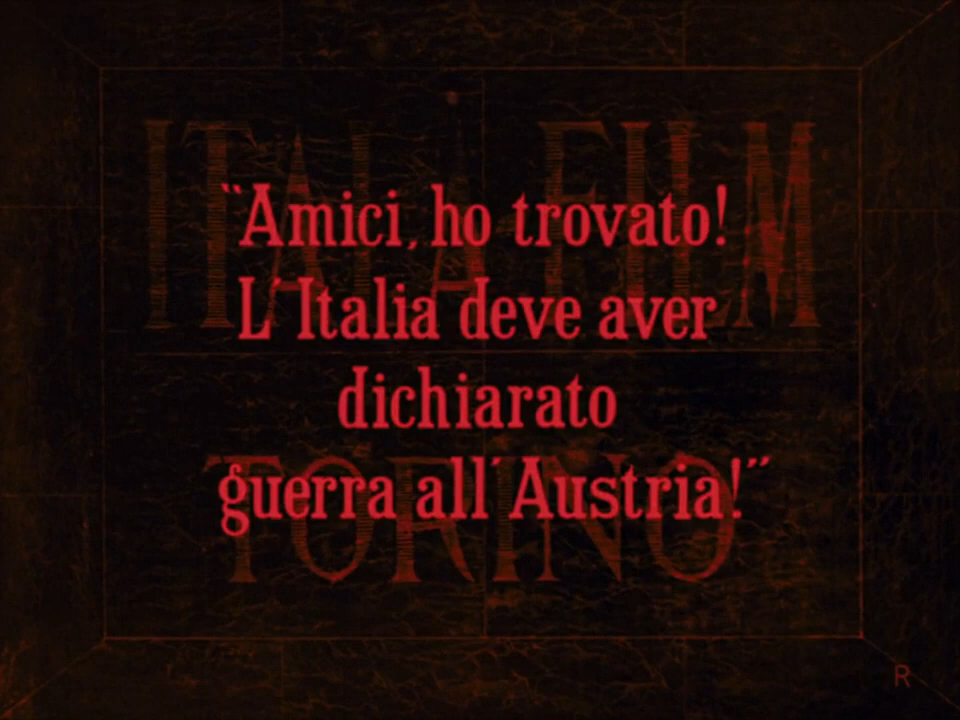 “Amici, ho trovato!
L'Italia deve aver
dichiarato
guerra all'Austria!”
ITALA FILM
TORINO
R